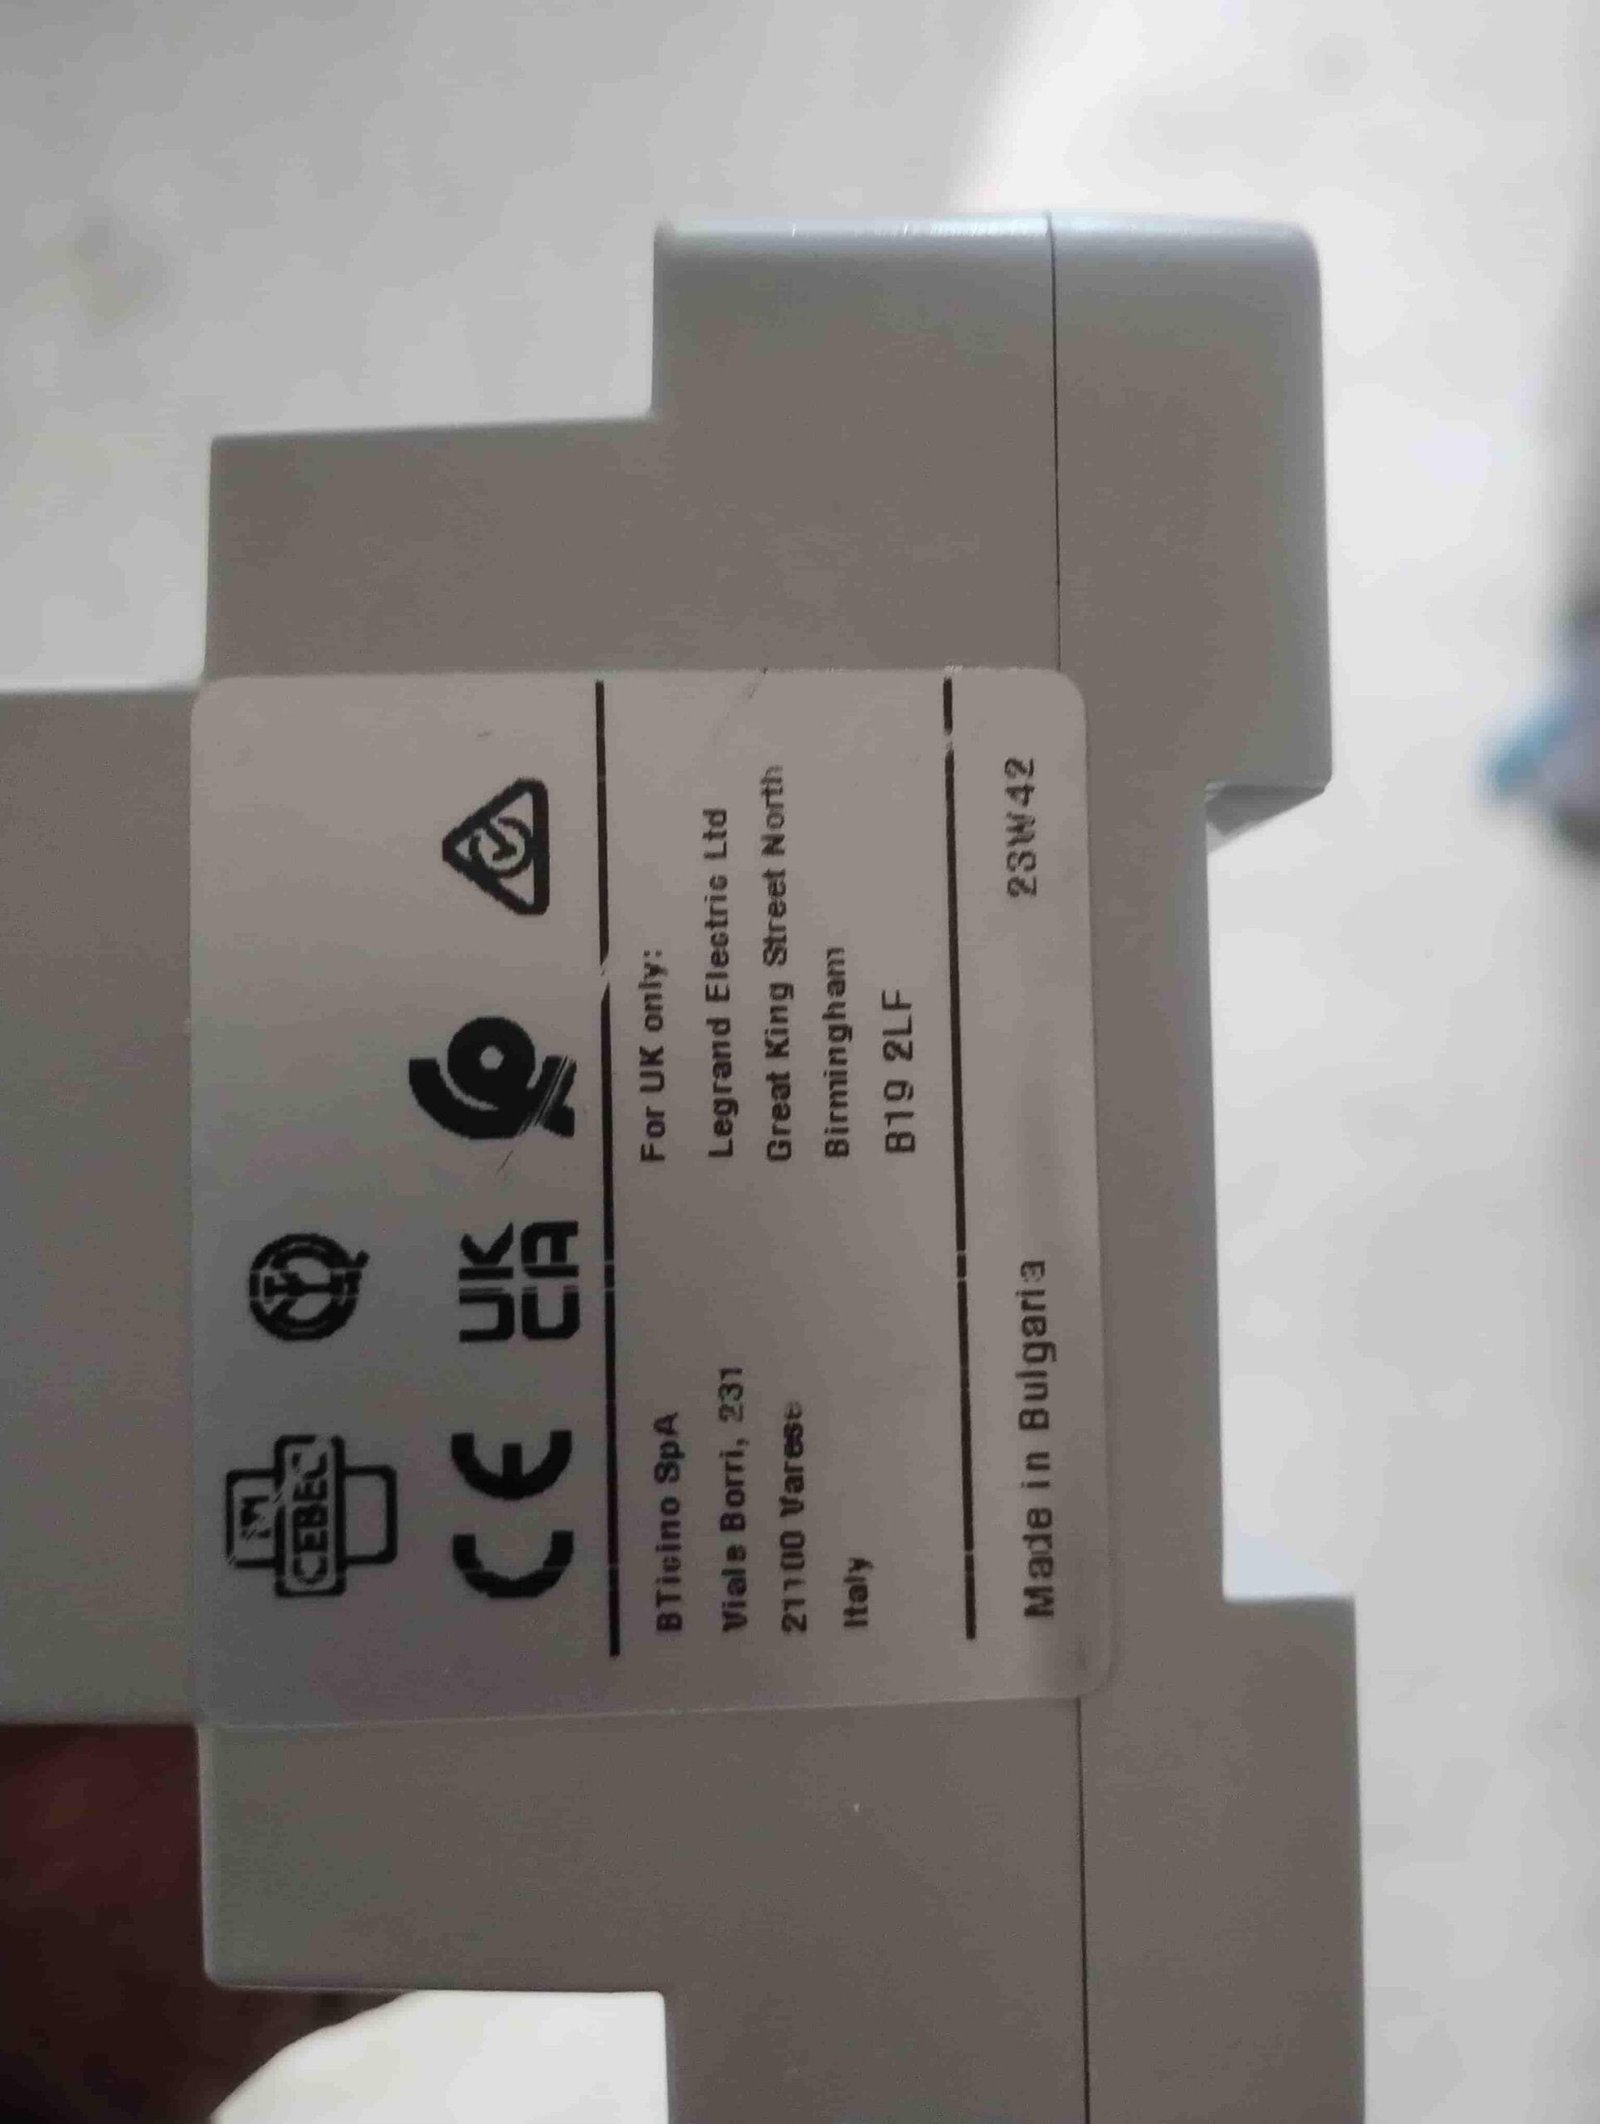 CEBEC
CE
UK
CA
BTicino SpA
Viale Borri, 231
21100 Varese
Italy
For UK only:
Legrand Electric Ltd
Great King Street North
Birmingham
B19 2LF
Made in Bulgaria
23W42